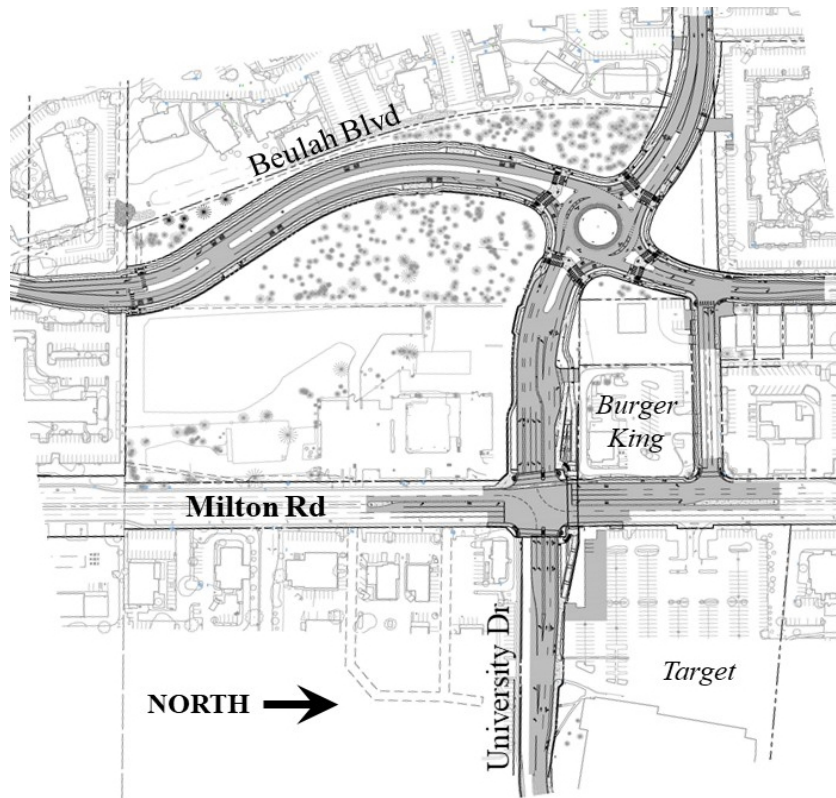 Beulah Blvd
Burger
King
Milton Rd
University Dr
Target
NORTH